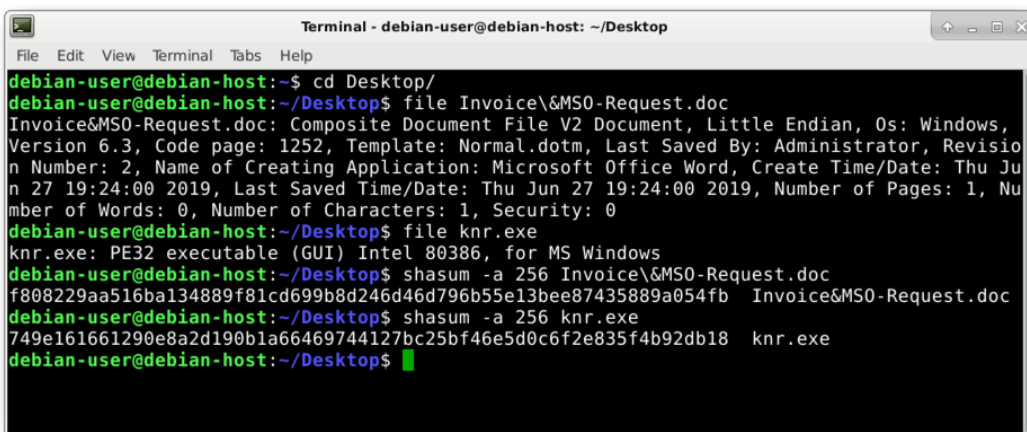 Terminal - debian-user@debian-host: ~/Desktop
File Edit View Terminal Tabs Help
debian-user@debian-host:~$ cd Desktop/
debian-user@debian-host:~/Desktop$ file Invoice\&MSO-Request.doc
Invoice&MSO-Request.doc: Composite Document File V2 Document, Little Endian, Os: Windows,
Version 6.3, Code page: 1252, Template: Normal.dotm, Last Saved By: Administrator, Revisio
n Number: 2, Name of Creating Application: Microsoft Office Word, Create Time/Date: Thu Ju
n 27 19:24:00 2019, Last Saved Time/Date: Thu Jun 27 19:24:00 2019, Number of Pages: 1, Nu
mber of Words: 0, Number of Characters: 1, Security: 0
debian-user@debian-host:~/Desktop$ file knr.exe
knr.exe: PE32 executable (GUI) Intel 80386, for MS Windows
debian-user@debian-host:~/Desktop$ shasum -a 256 Invoice\&MSO-Request.doc
f808229aa516ba134889f81cd699b8d246d46d796b55e13bee87435889a054fb  Invoice&MSO-Request.doc
debian-user@debian-host:~/Desktop$ shasum -a 256 knr.exe
749e161661290e8a2d190b1a66469744127bc25bf46e5d0c6f2e835f4b92db18  knr.exe
debian-user@debian-host:~/Desktop$